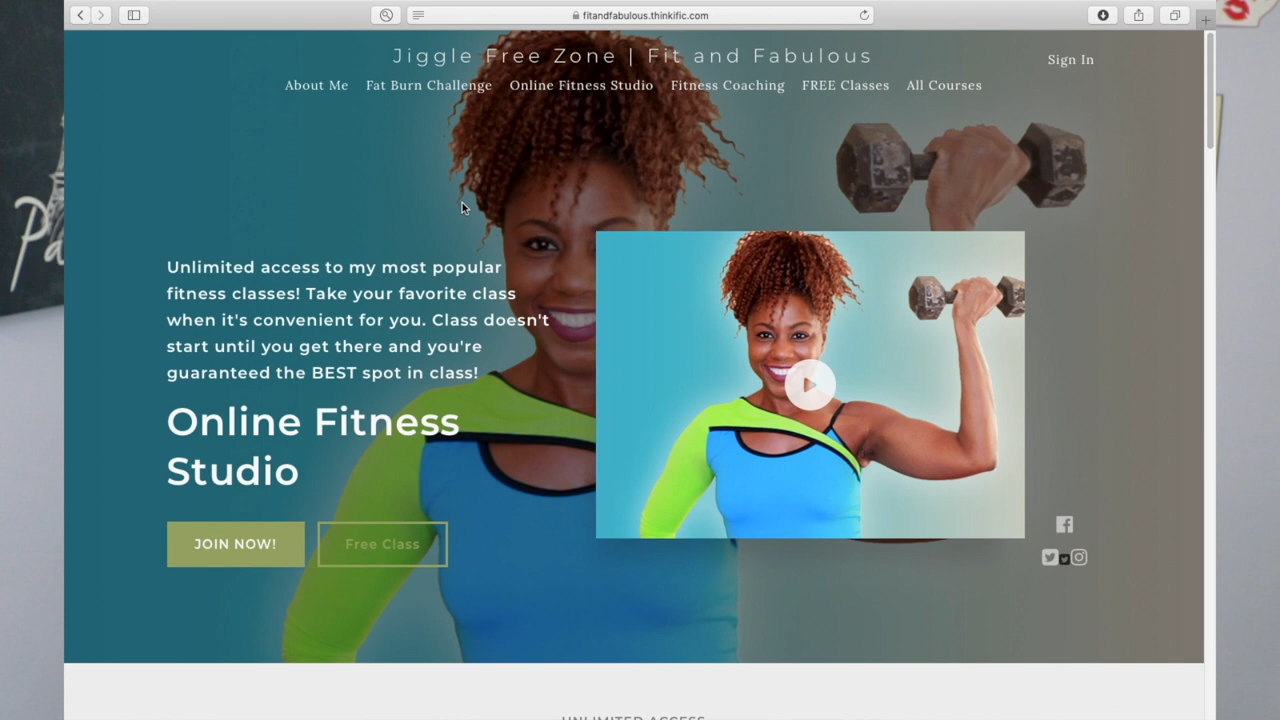 fitandfabulous.thinkific.com
Jiggle Free Zone | Fit and Fabulous
Sign In
About Me Fat Burn Challenge Online Fitness Studio Fitness Coaching FREE Classes All Courses
Unlimited access to my most popular
fitness classes! Take your favorite class
when it's convenient for you. Class doesn't
start until you get there and you're
guaranteed the BEST spot in class!
Online Fitness
Studio
JOIN NOW!
Free Class
UNLIMITED ACCESS